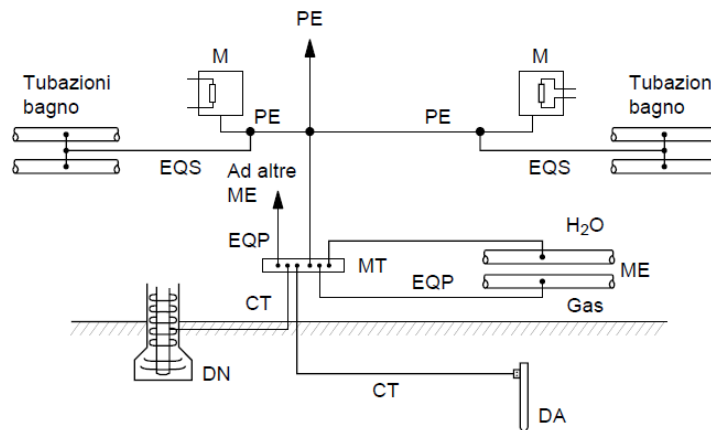 PE
M
M
Tubazioni
bagno
Tubazion
bagno
PE
PE
EQS
EQS
Ad altre
ME
EQP
H₂O
MT
ME
EQP
Gas
CT
DN
CT
DA